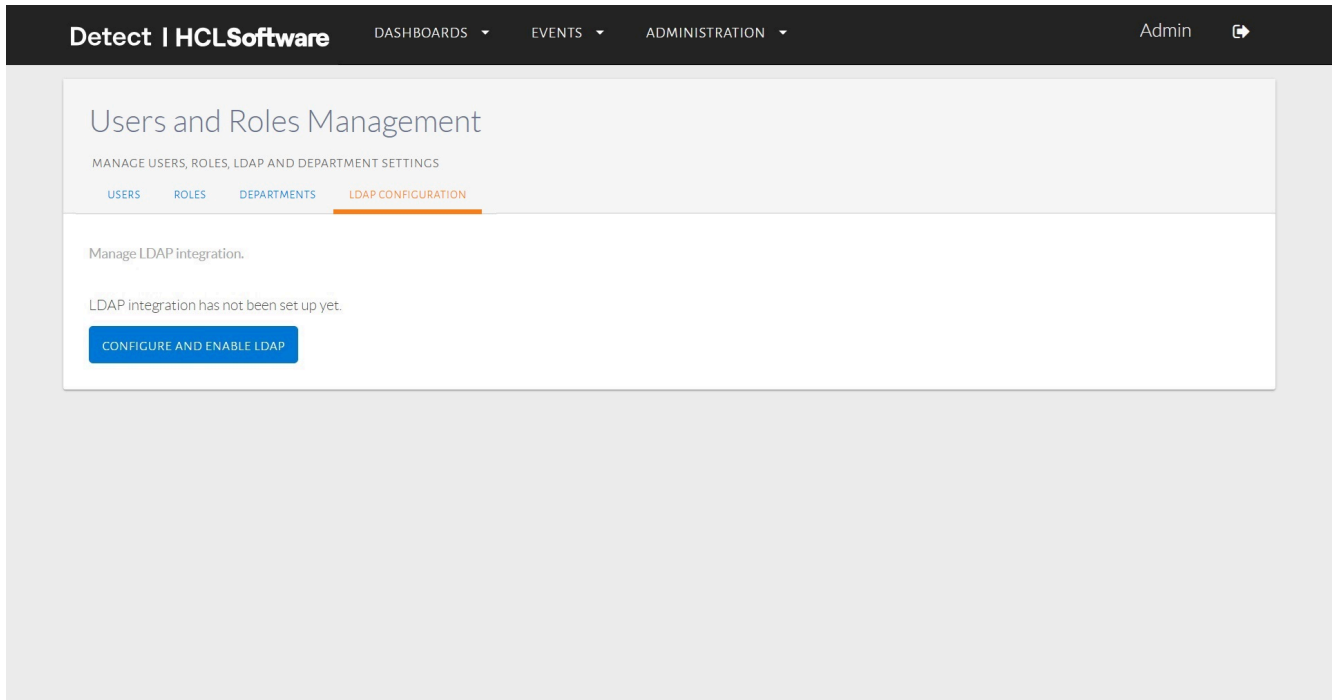 Detect | HCLSoftware DASHBOARDS EVENTS ADMINISTRATION Admin
Users and Roles Management
MANAGE USERS, ROLES, LDAP AND DEPARTMENT SETTINGS
USERS ROLES DEPARTMENTS LDAP CONFIGURATION
Manage LDAP integration.
LDAP integration has not been set up yet.
CONFIGURE AND ENABLE LDAP